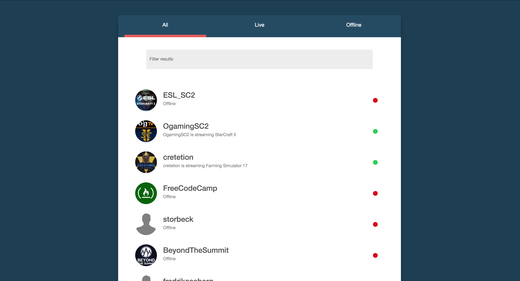 All
Live
Offline
Filter results
ESL_SC2
Offline
OgamingSC2
OgamingSC2 is streaming StarCraft II
cretetion
cretetion is streaming Farming Simulator 17
FreeCodeCamp
Offline
storbeck
Offline
BEYOND
BeyondTheSummit
Offline